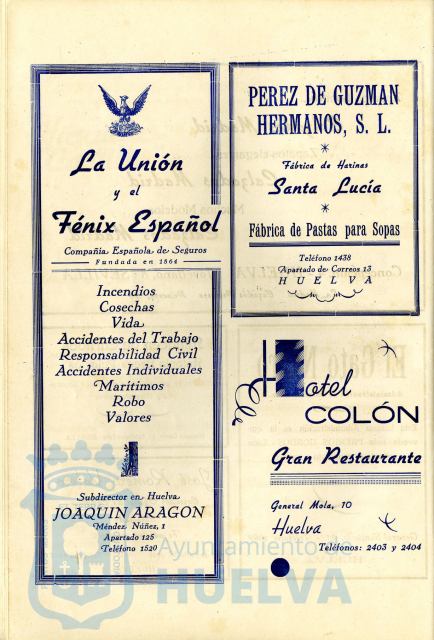 La Unión
y el
Fénix Español
Compañía Española de Seguros
Fundada en 1864
Incendios
Cosechas
Vida
Accidentes del Trabajo
Responsabilidad Civil
Accidentes Individuales
Marítimos
Robo
Valores
Subdirector en Huelva
JOAQUIN ARAGON
Méndez Núñez, 1
Apartado 125
Teléfono 1520
PEREZ DE GUZMAN
HERMANOS, S. L.
Fábrica de Harinas
Santa Lucía
Fábrica de Pastas para Sopas
Teléfono 1438
Apartado de Correos 13
HUELVA
Hotel
COLÓN
Gran Restaurante
General Mola, 10
Huelva
Teléfonos: 2403 y 2404
Ayuntamiento de
HUELVA